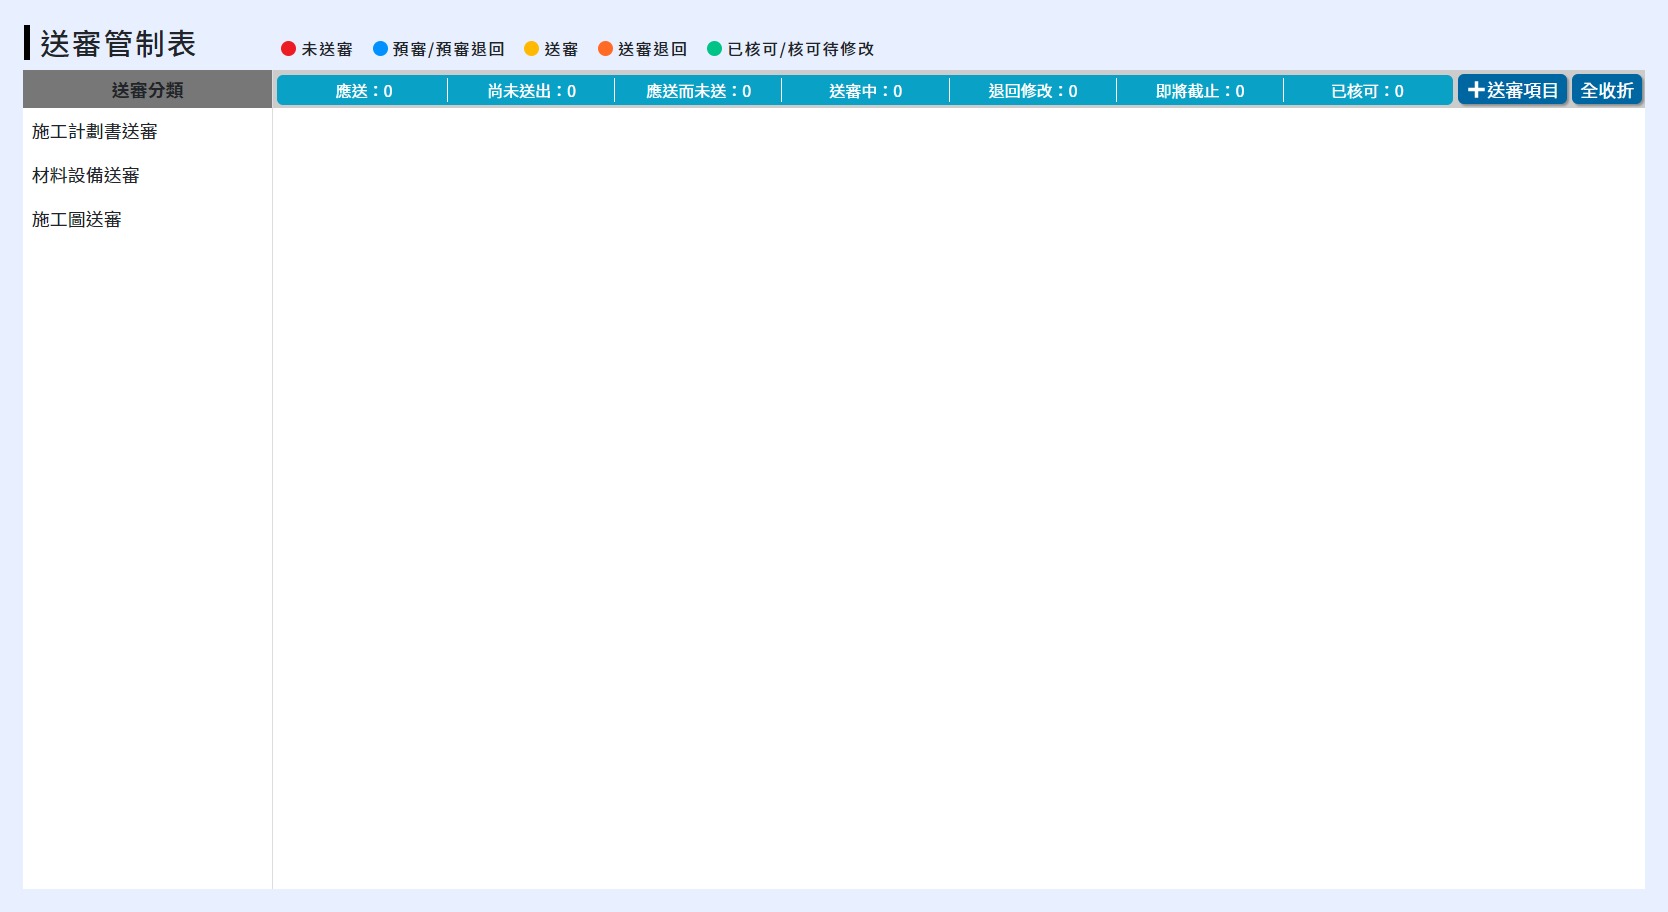 送審管制表
未送審 預審/預審退回 送審 送審退回 已核可/核可待修改
送審分類 應送：0 尚未送出：0 應送而未送：0 送審中：0 退回修改：0 即將截止：0 已核可：0 +送審項目 全收折
施工計劃書送審
材料設備送審
施工圖送審